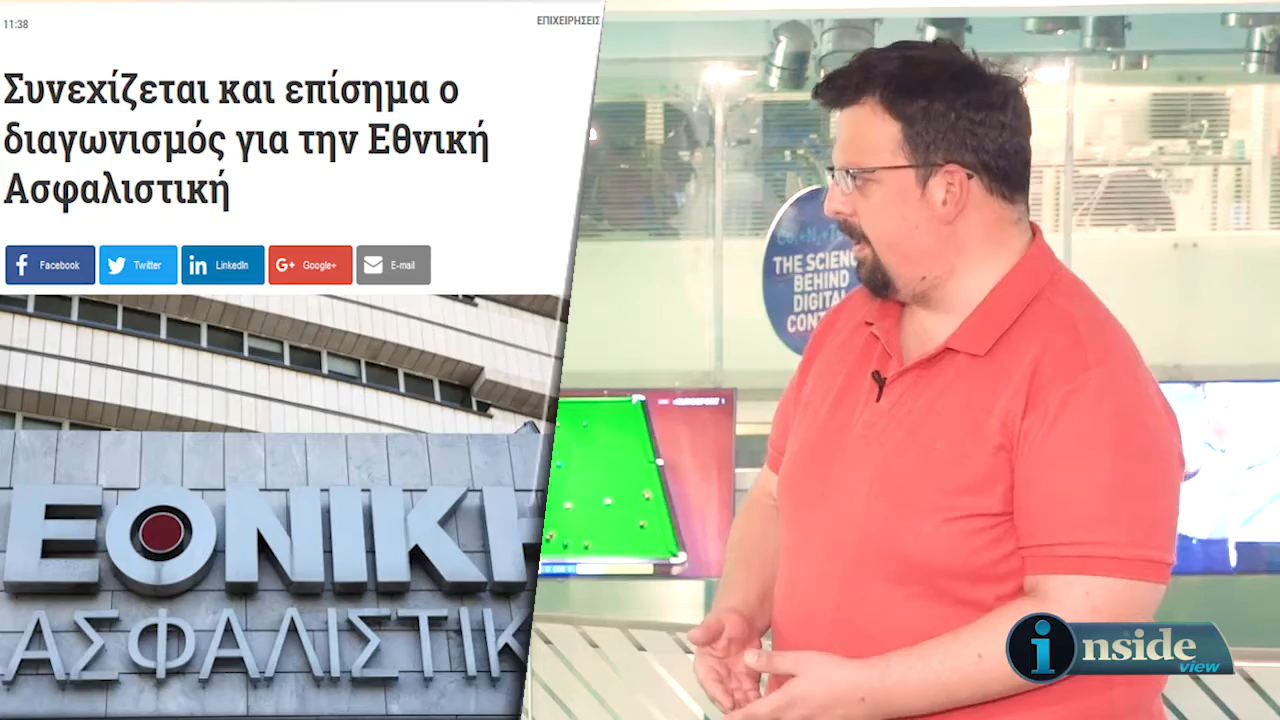 11:38
ΕΠΙΧΕΙΡΗΣΕΙΣ
Συνεχίζεται και επίσημα ο
διαγωνισμός για την Εθνική
Ασφαλιστική
Facebook
Twitter
LinkedIn
Google+
E-mail
ΕΘΝΙΚΗ
ΑΣΦΑΛΙΣΤΙΚ
THE SCIENC
BEHIND
DIGITAL
CONT
inside
view